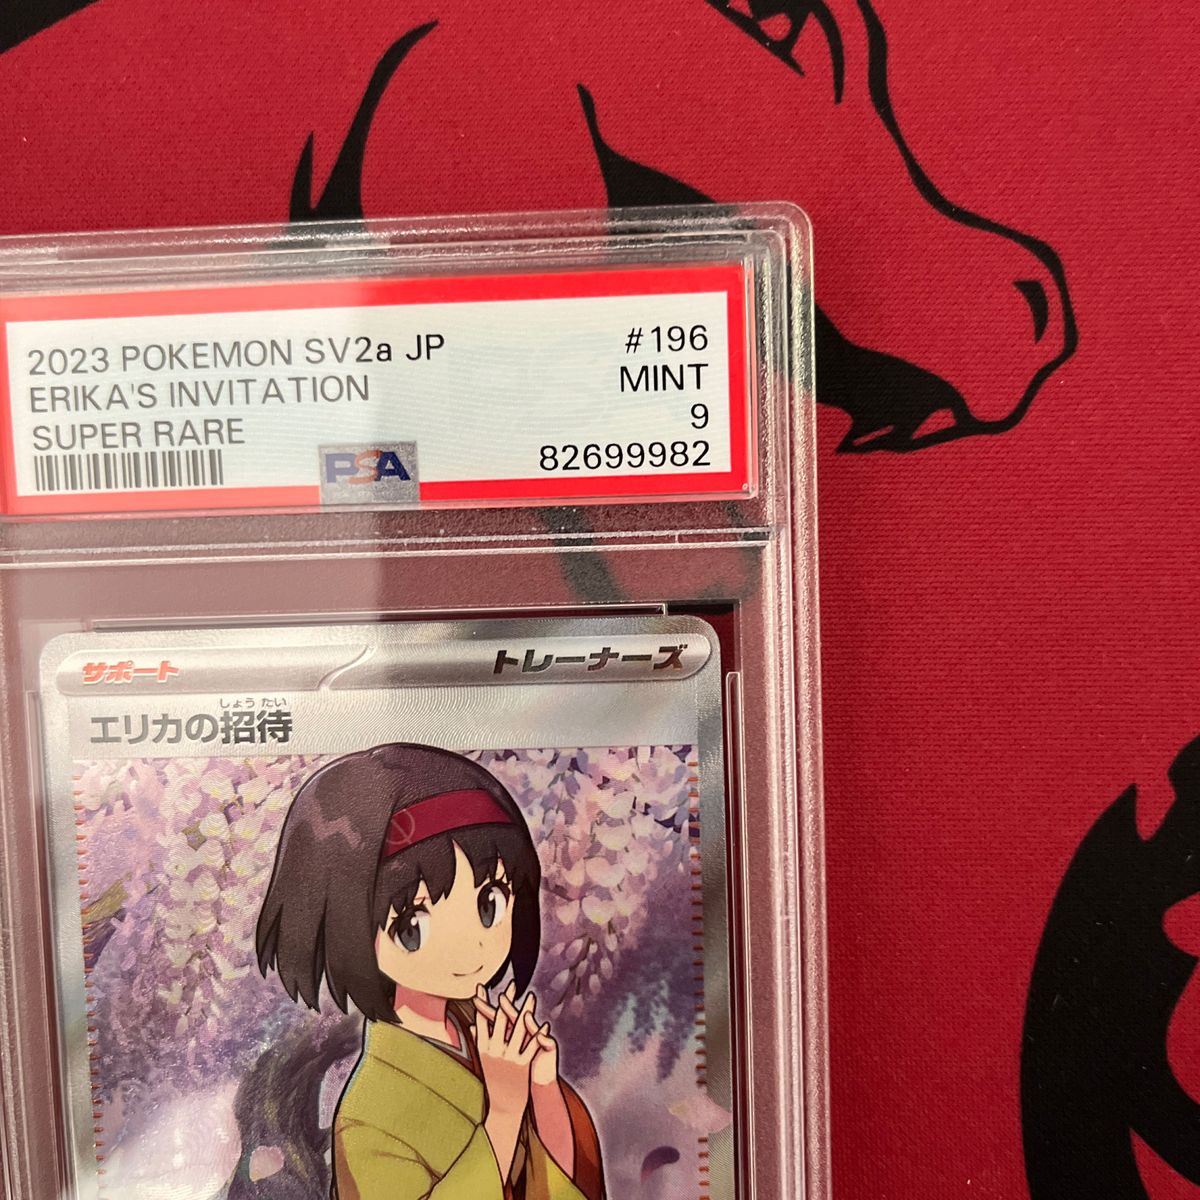 2023 POKEMON SV2a JP #196
ERIKA'S INVITATION MINT
SUPER RARE 9
PSA 82699982
サポート トレーナーズ
しょうたい
エリカの招待